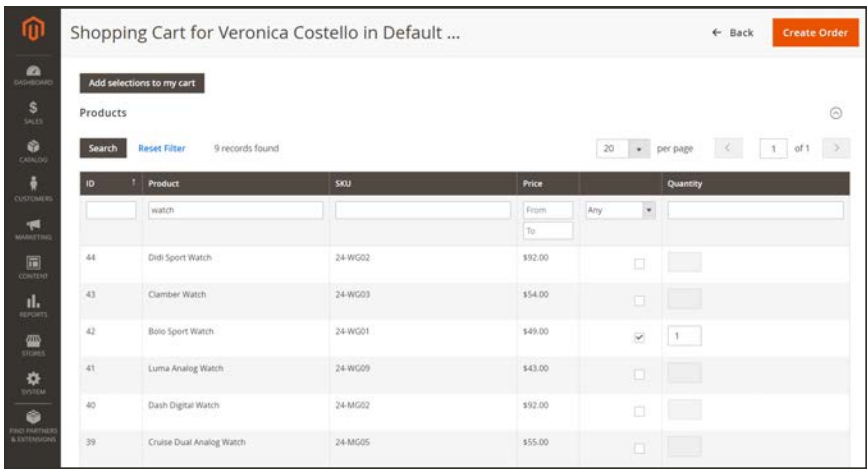 Shopping Cart for Veronica Costello in Default ...
← Back
Create Order
DASHBOARD
SALES
CATALOG
CUSTOMERS
MARKETING
CONTENT
REPORTS
STORES
SYSTEM
FIND PARTNERS
& EXTENSIONS
Add selections to my cart
Products
Search Reset Filter 9 records found 20 per page 1 of 1
ID ↑ Product SKU Price Quantity
watch From Any
To
44 Didi Sport Watch 24-WG02 $92.00
43 Clamber Watch 24-WG03 $54.00
42 Bolo Sport Watch 24-WG01 $49.00 1
41 Luma Analog Watch 24-WG09 $43.00
40 Dash Digital Watch 24-MG02 $92.00
39 Cruise Dual Analog Watch 24-MG05 $55.00